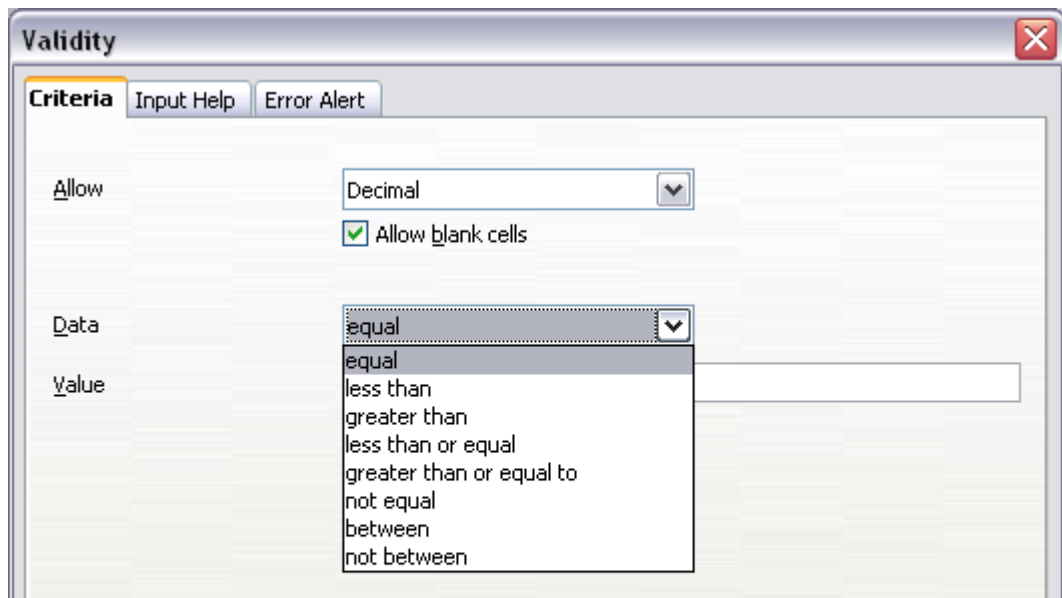 Validity
Criteria Input Help Error Alert
Allow Decimal
Allow blank cells
Data equal
equal
Value
less than
greater than
less than or equal
greater than or equal to
not equal
between
not between